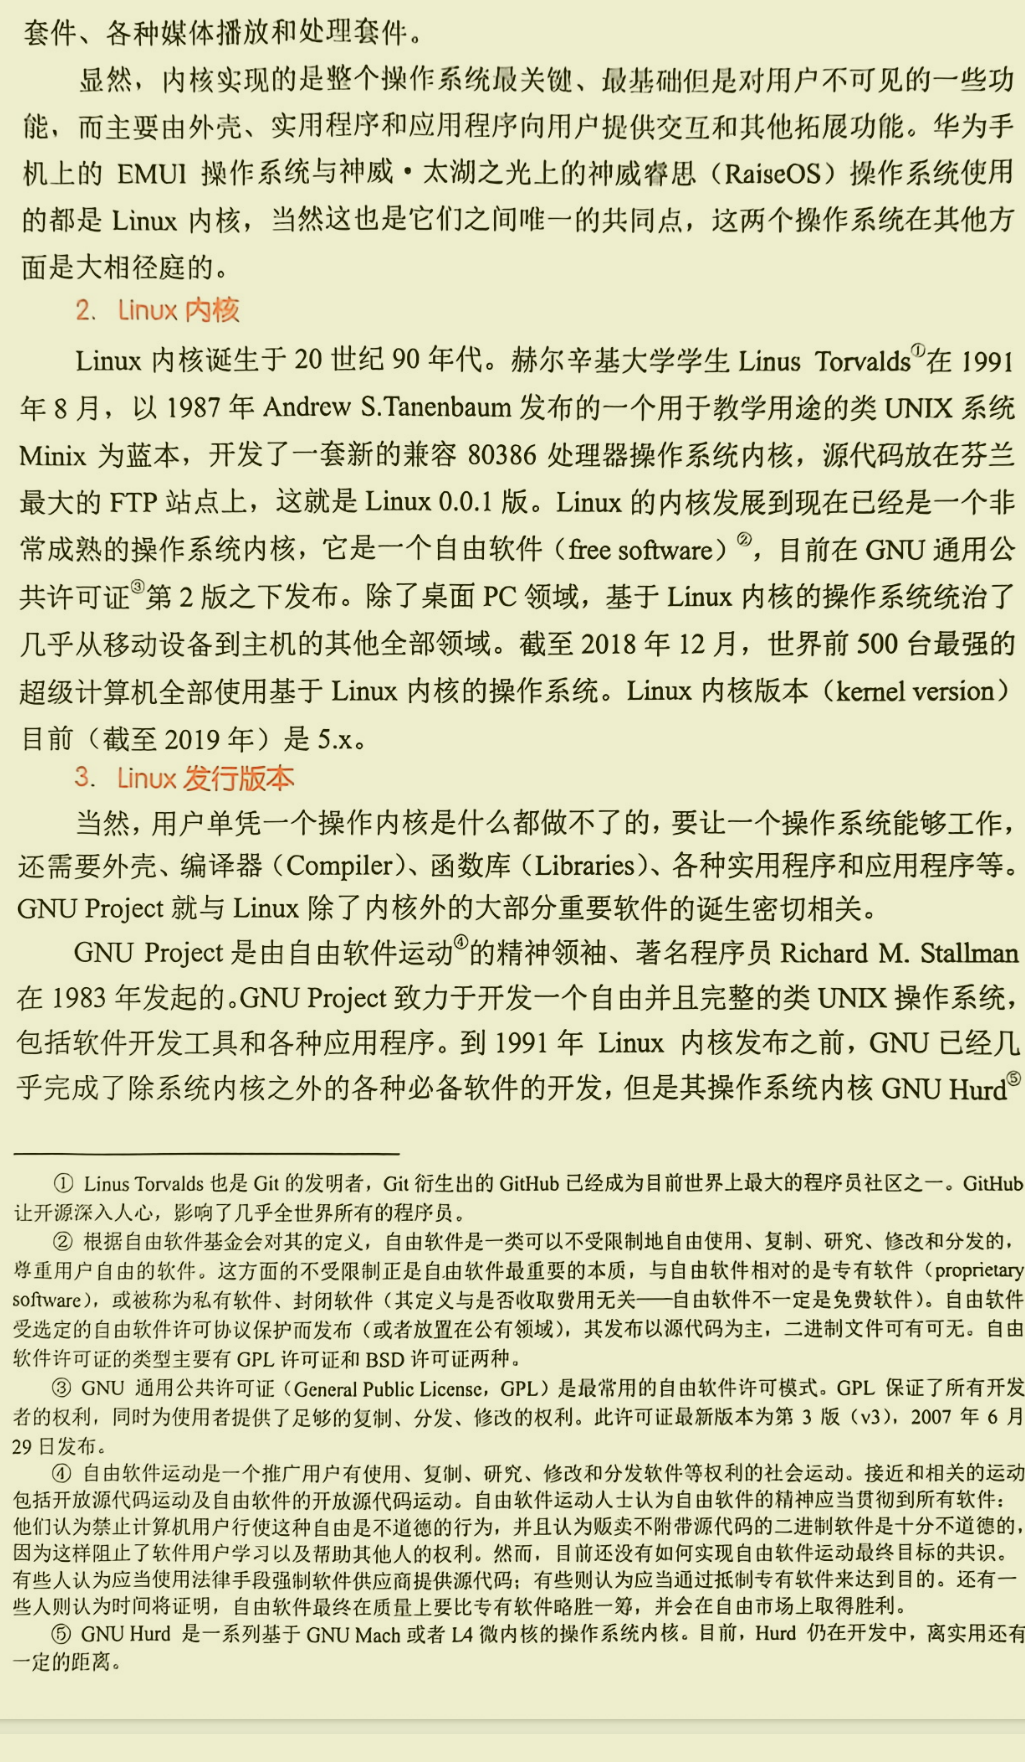 套件、各种媒体播放和处理套件。
显然，内核实现的是整个操作系统最关键、最基础但是对用户不可见的一些功
能，而主要由外壳、实用程序和应用程序向用户提供交互和其他拓展功能。华为手
机上的 EMUI 操作系统与神威·太湖之光上的神威睿思（RaiseOS）操作系统使用
的都是 Linux 内核，当然这也是它们之间唯一的共同点，这两个操作系统在其他方
面是大相径庭的。
2. Linux 内核
Linux 内核诞生于 20 世纪 90 年代。赫尔辛基大学学生 Linus Torvalds①在 1991
年 8 月，以 1987 年 Andrew S.Tanenbaum 发布的一个用于教学用途的类 UNIX 系统
Minix 为蓝本，开发了一套新的兼容 80386 处理器操作系统内核，源代码放在芬兰
最大的 FTP 站点上，这就是 Linux 0.0.1 版。Linux 的内核发展到现在已经是一个非
常成熟的操作系统内核，它是一个自由软件（free software）②，目前在 GNU 通用公
共许可证③第 2 版之下发布。除了桌面 PC 领域，基于 Linux 内核的操作系统统治了
几乎从移动设备到主机的其他全部领域。截至 2018 年 12 月，世界前 500 台最强的
超级计算机全部使用基于 Linux 内核的操作系统。Linux 内核版本（kernel version）
目前（截至 2019 年）是 5.x。
3. Linux 发行版本
当然，用户单凭一个操作内核是什么都做不了的，要让一个操作系统能够工作，
还需要外壳、编译器（Compiler）、函数库（Libraries）、各种实用程序和应用程序等。
GNU Project 就与 Linux 除了内核外的大部分重要软件的诞生密切相关。
GNU Project 是由自由软件运动④的精神领袖、著名程序员 Richard M. Stallman
在 1983 年发起的。GNU Project 致力于开发一个自由并且完整的类 UNIX 操作系统，
包括软件开发工具和各种应用程序。到 1991 年 Linux 内核发布之前，GNU 已经几
乎完成了除系统内核之外的各种必备软件的开发，但是其操作系统内核 GNU Hurd⑤
① Linus Torvalds 也是 Git 的发明者，Git 衍生出的 GitHub 已经成为目前世界上最大的程序员社区之一。GitHub
让开源深入人心，影响了几乎全世界所有的程序员。
② 根据自由软件基金会对其的定义，自由软件是一类可以不受限制地自由使用、复制、研究、修改和分发的，
尊重用户自由的软件。这方面的不受限制正是自由软件最重要的本质，与自由软件相对的是专有软件（proprietary
software），或被称为私有软件、封闭软件（其定义与是否收取费用无关——自由软件不一定是免费软件）。自由软件
受选定的自由软件许可协议保护而发布（或者放置在公有领域），其发布以源代码为主，二进制文件可有可无。自由
软件许可证的类型主要有 GPL 许可证和 BSD 许可证两种。
③ GNU 通用公共许可证（General Public License，GPL）是最常用的自由软件许可模式。GPL 保证了所有开发
者的权利，同时为使用者提供了足够的复制、分发、修改的权利。此许可证最新版本为第 3 版（v3），2007 年 6 月
29 日发布。
④ 自由软件运动是一个推广用户有使用、复制、研究、修改和分发软件等权利的社会运动。接近和相关的运动
包括开放源代码运动及自由软件的开放源代码运动。自由软件运动人士认为自由软件的精神应当贯彻到所有软件：
他们认为禁止计算机用户行使这种自由是不道德的行为，并且认为贩卖不附带源代码的二进制软件是十分不道德的，
因为这样阻止了软件用户学习以及帮助其他人的权利。然而，目前还没有如何实现自由软件运动最终目标的共识。
有些人认为应当使用法律手段强制软件供应商提供源代码；有些则认为应当通过抵制专有软件来达到目的。还有一
些人则认为时间将证明，自由软件最终在质量上要比专有软件略胜一筹，并会在自由市场上取得胜利。
⑤ GNU Hurd 是一系列基于 GNU Mach 或者 L4 微内核的操作系统内核。目前，Hurd 仍在开发中，离实用还有
一定的距离。